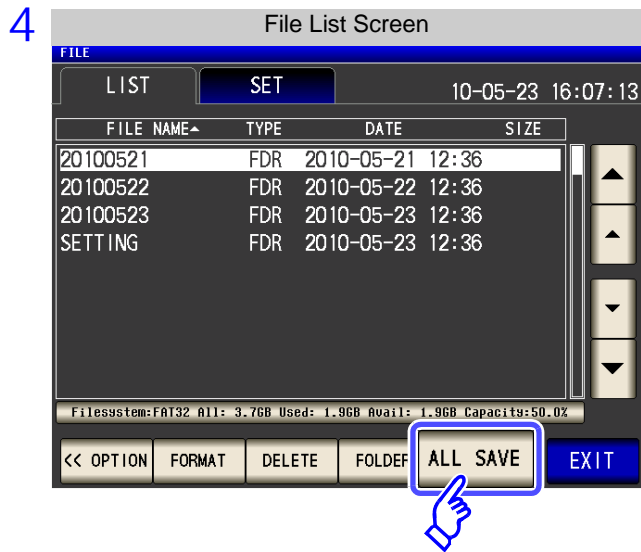 4
File List Screen
FILE
LIST SET 10-05-23 16:07:13
FILE NAME▲ TYPE DATE SIZE
20100521 FDR 2010-05-21 12:36
20100522 FDR 2010-05-22 12:36
20100523 FDR 2010-05-23 12:36
SETTING FDR 2010-05-23 12:36
Filesystem:FAT32 All: 3.7GB Used: 1.9GB Avail: 1.9GB Capacity:50.0%
<< OPTION FORMAT DELETE FOLDER ALL SAVE EXIT